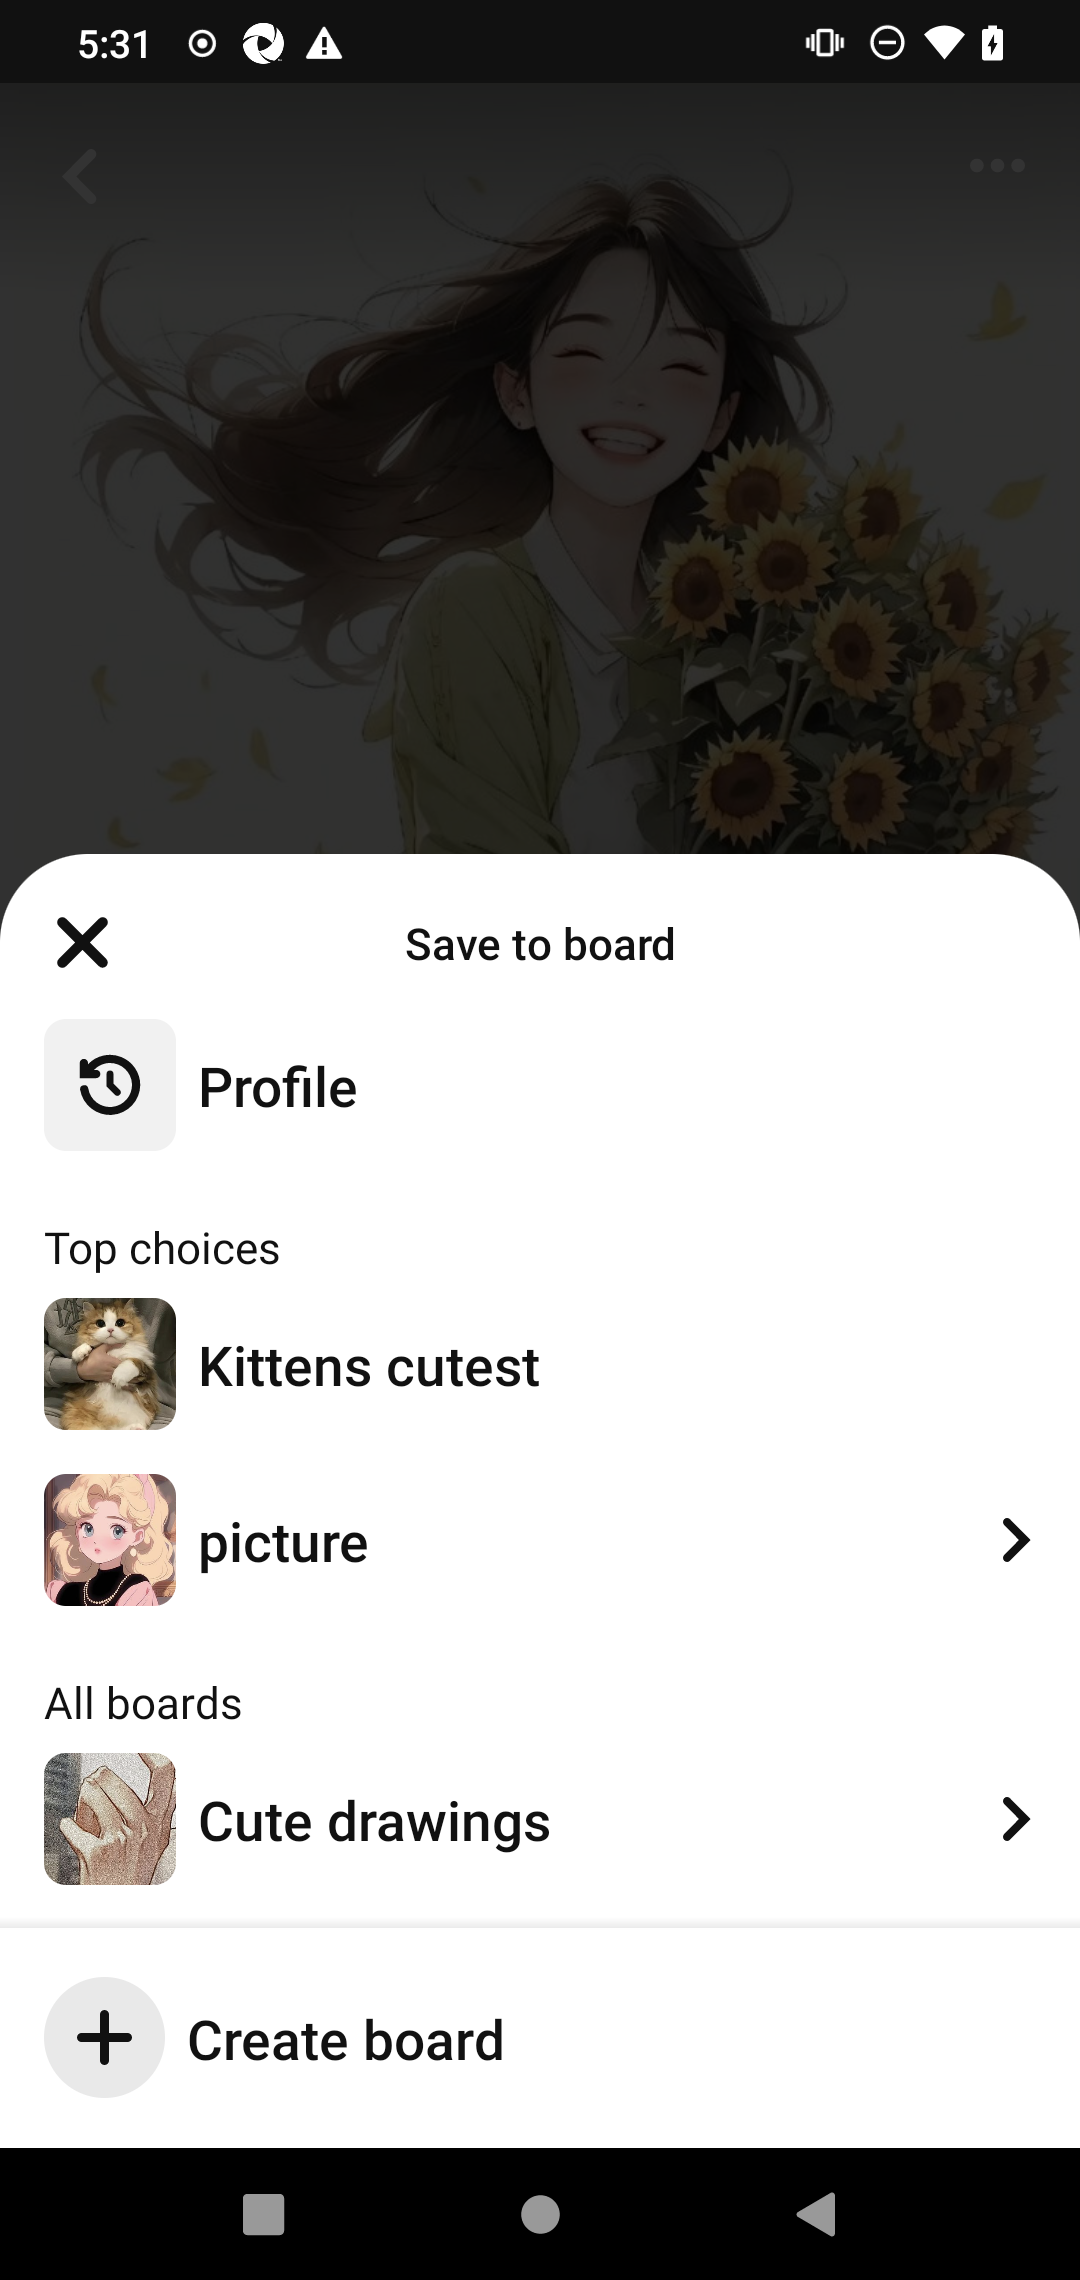 5:31
Save to board
Profile
Top choices
Kittens cutest
picture
All boards
Cute drawings
Create board